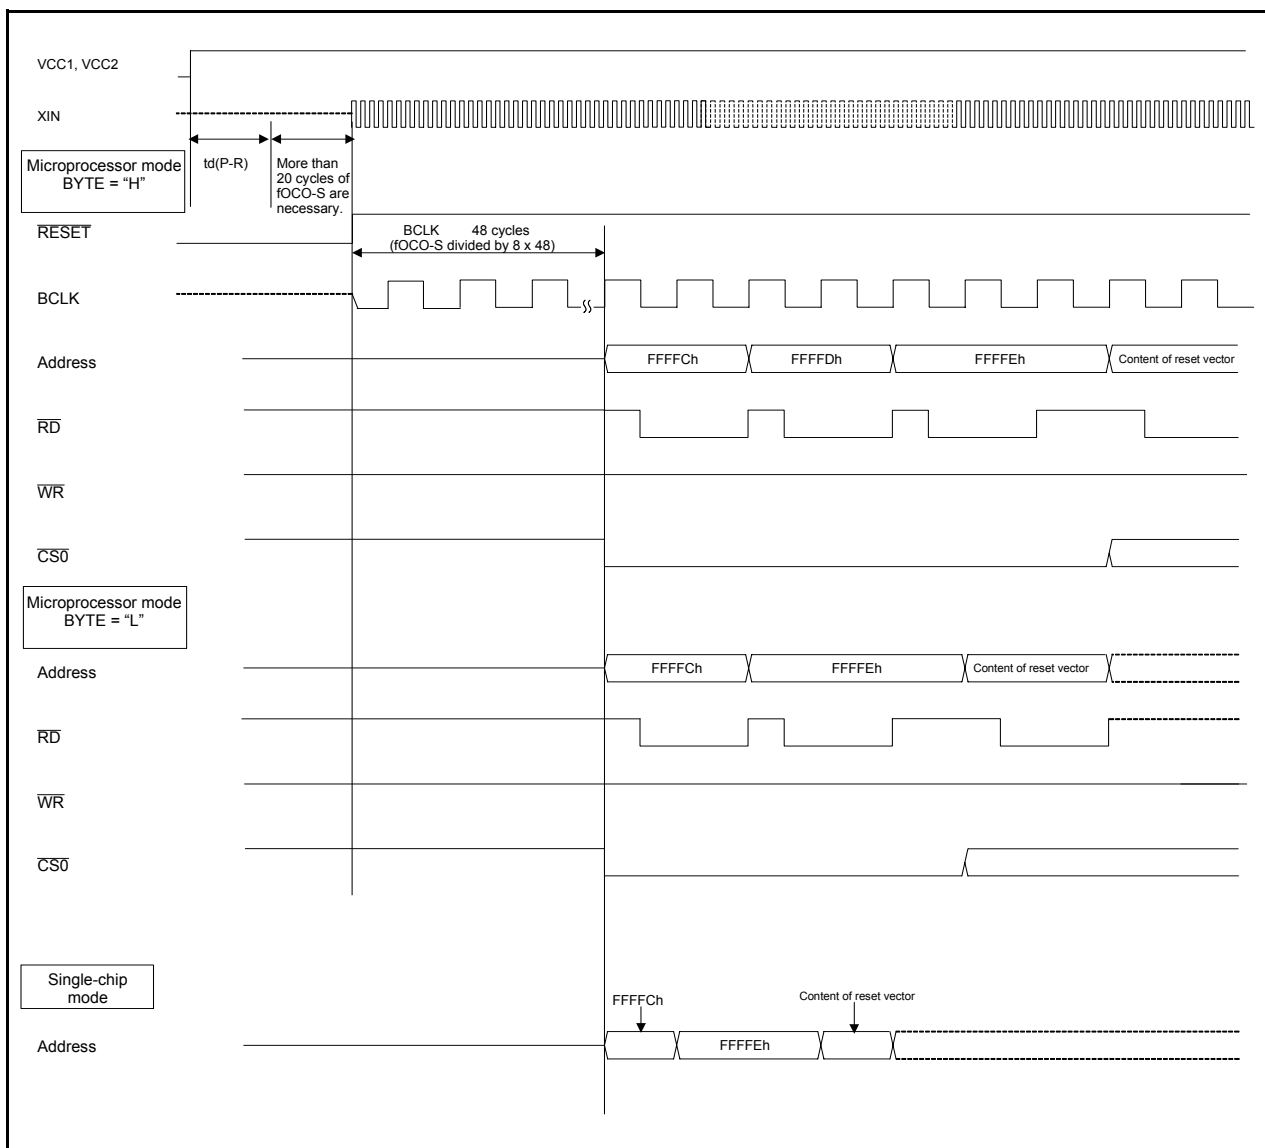 VCC1, VCC2
XIN
Microprocessor mode
BYTE = “H”
td(P-R)
More than
20 cycles of
fOCO-S are
necessary.
RESET
BCLK 48 cycles
(fOCO-S divided by 8 x 48)
BCLK
Address
FFFFCh
FFFFDh
FFFFEh
Content of reset vector
RD
WR
CS0
Microprocessor mode
BYTE = “L”
Address
FFFFCh
FFFFEh
Content of reset vector
RD
WR
CS0
Single-chip
mode
FFFFCh
Content of reset vector
Address
FFFFEh